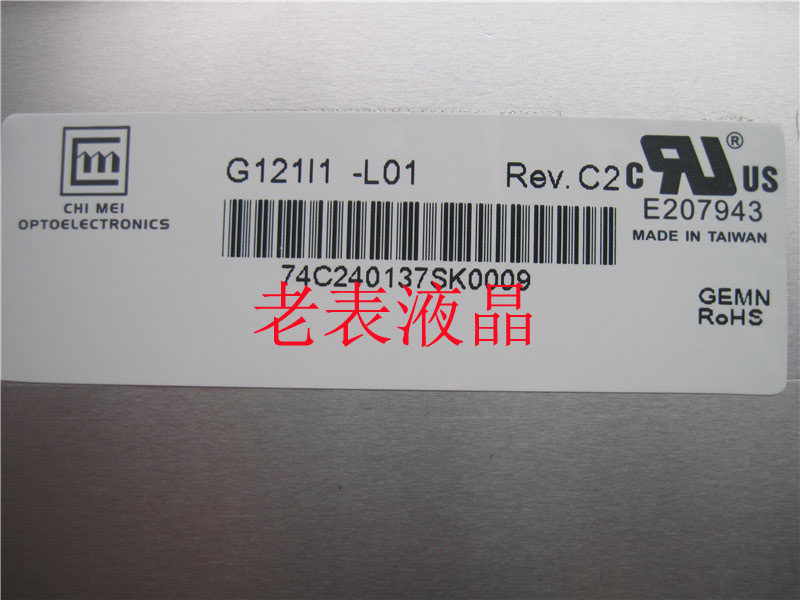 G121I1 -L01 Rev. C2
c RU ® US
E207943
MADE IN TAIWAN
CHI MEI
OPTOELECTRONICS
74C240137SK0009
老表液晶
GEMN
RoHS